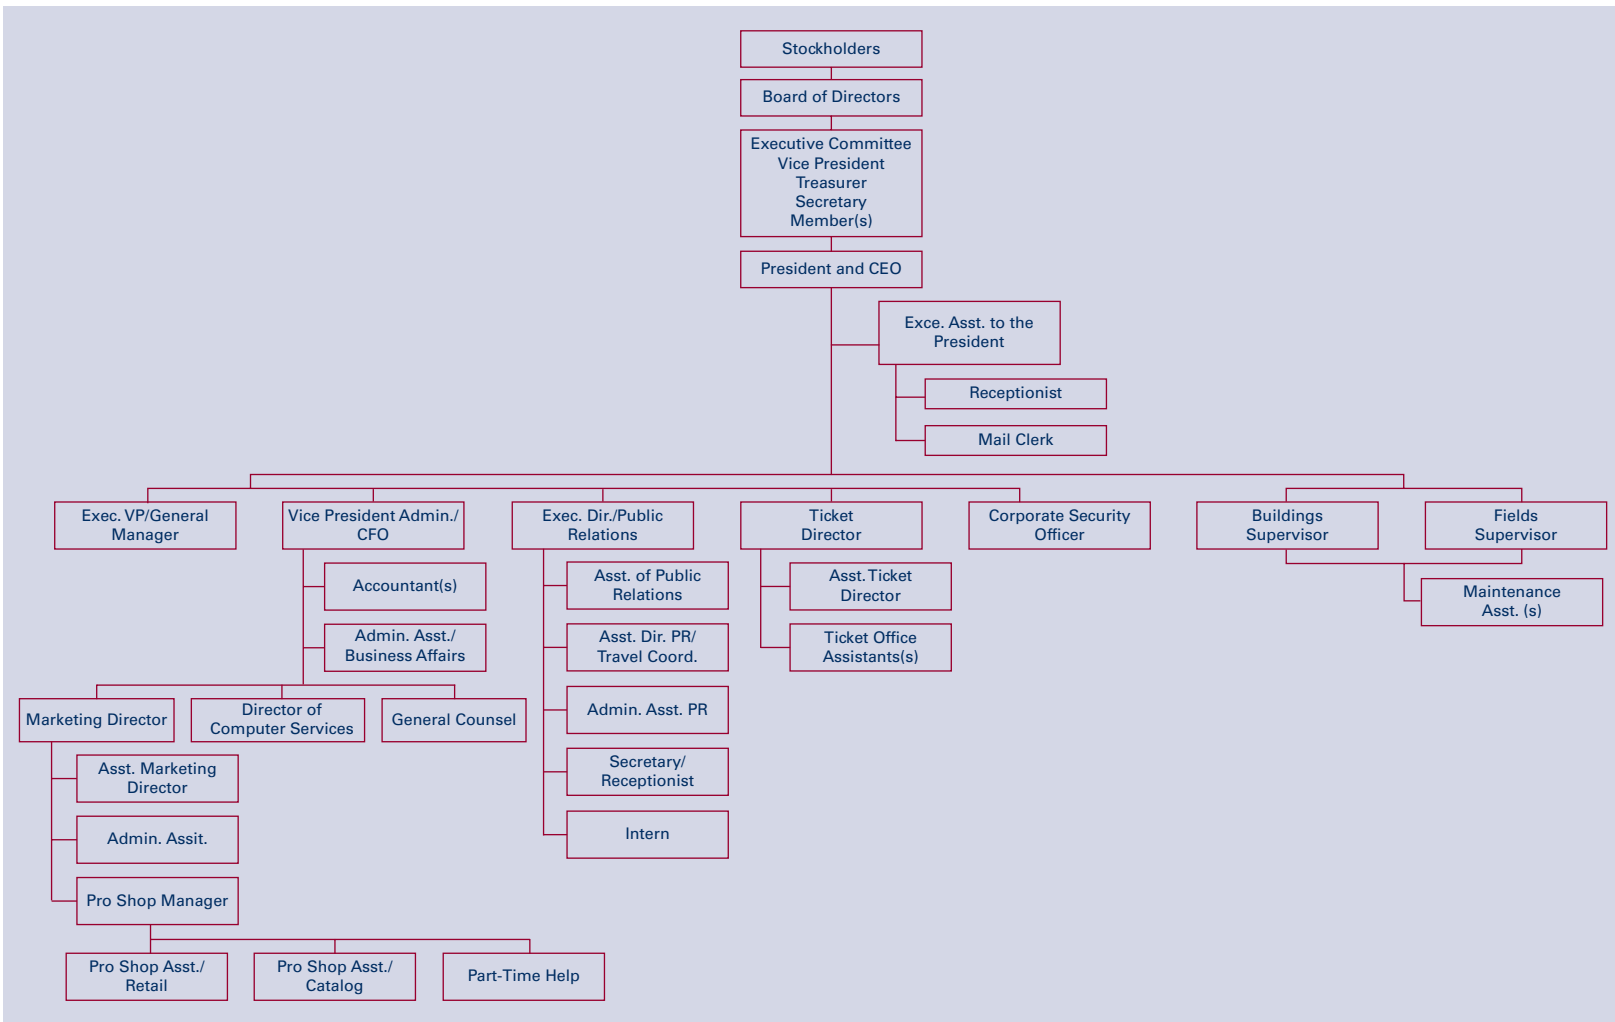 Stockholders
Board of Directors
Executive Committee
Vice President
Treasurer
Secretary
Member(s)
President and CEO
Exce. Asst. to the
President
Receptionist
Mail Clerk
Exec. VP/General
Manager
Vice President Admin./
CFO
Exec. Dir./Public
Relations
Ticket
Director
Corporate Security
Officer
Buildings
Supervisor
Fields
Supervisor
Accountant(s)
Admin. Asst./
Business Affairs
Asst. of Public
Relations
Asst. Dir. PR/
Travel Coord.
Admin. Asst. PR
Secretary/
Receptionist
Intern
Asst. Ticket
Director
Ticket Office
Assistants(s)
Maintenance
Asst. (s)
Marketing Director
Director of
Computer Services
General Counsel
Asst. Marketing
Director
Admin. Assit.
Pro Shop Manager
Pro Shop Asst./
Retail
Pro Shop Asst./
Catalog
Part-Time Help